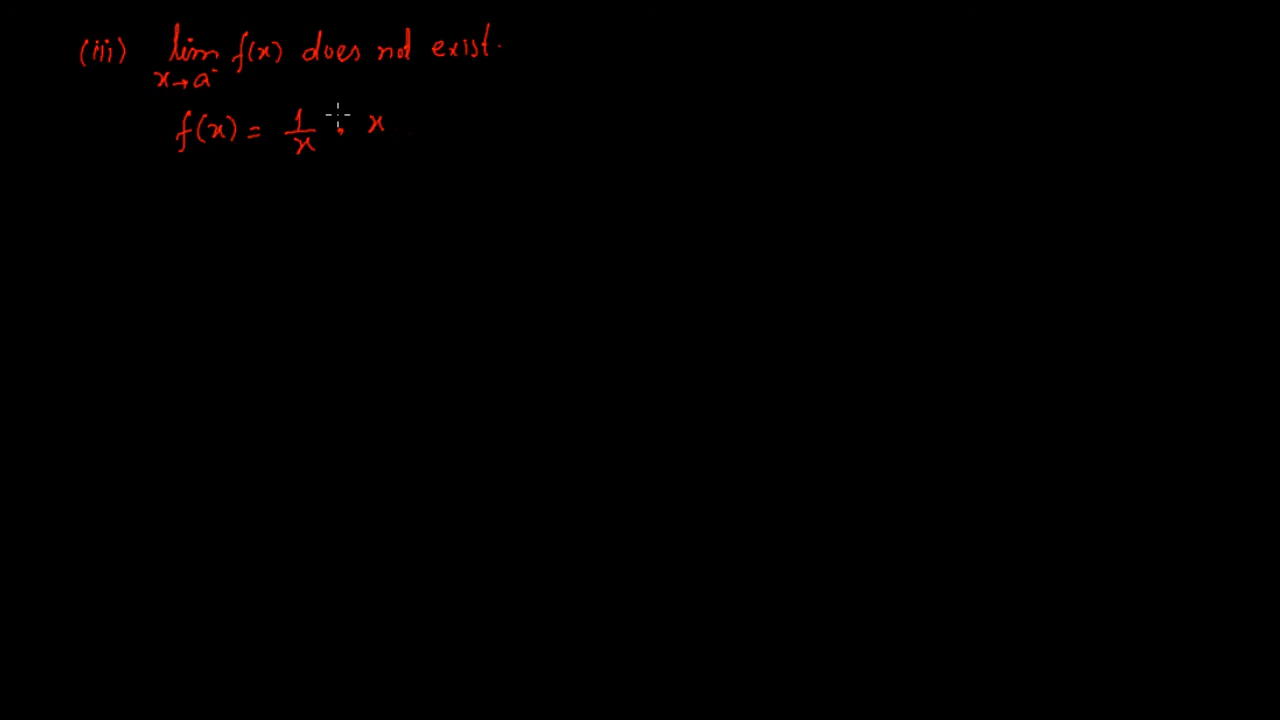 (iii) lim f(x) does not exist.
x→a⁻
f(x) = 1/x , x